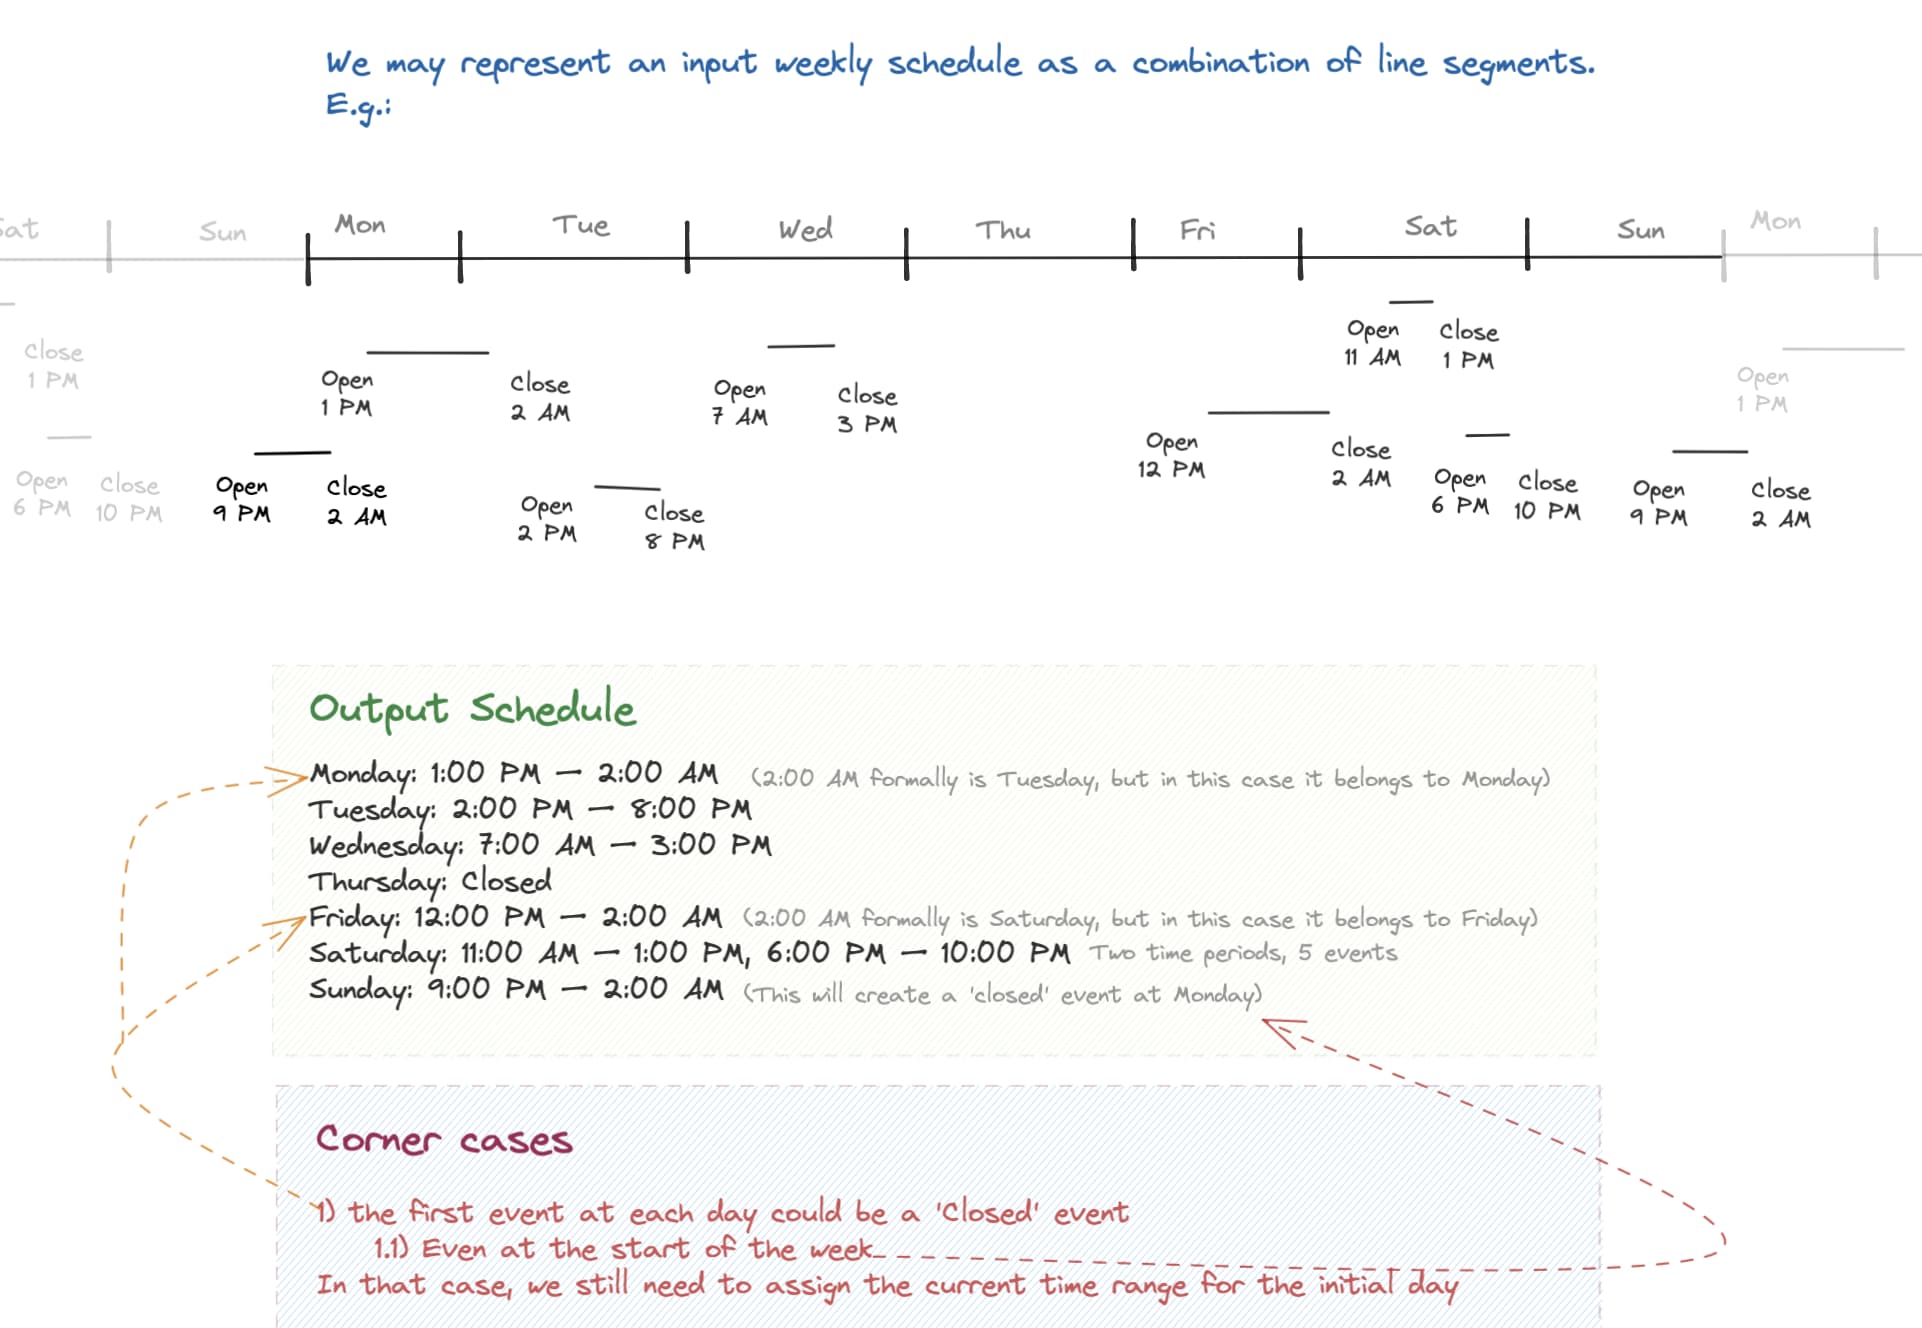 We may represent an input weekly schedule as a combination of line segments.
E.g.:
Sat
Sun
Mon
Tue
Wed
Thu
Fri
Sat
Sun
Mon
Close
1 PM
Open
6 PM
Close
10 PM
Open
9 PM
Close
2 AM
Open
1 PM
Close
2 AM
Open
2 PM
Close
8 PM
Open
7 AM
Close
3 PM
Open
12 PM
Close
2 AM
Open
11 AM
Close
1 PM
Open
6 PM
Close
10 PM
Open
9 PM
Close
2 AM
Open
1 PM
Output Schedule
Monday: 1:00 PM — 2:00 AM (2:00 AM formally is Tuesday, but in this case it belongs to Monday)
Tuesday: 2:00 PM — 8:00 PM
Wednesday: 7:00 AM — 3:00 PM
Thursday: Closed
Friday: 12:00 PM — 2:00 AM (2:00 AM formally is Saturday, but in this case it belongs to Friday)
Saturday: 11:00 AM — 1:00 PM, 6:00 PM — 10:00 PM Two time periods, 5 events
Sunday: 9:00 PM — 2:00 AM (This will create a 'closed' event at Monday)
Corner cases
1) the first event at each day could be a 'Closed' event
1.1) Even at the start of the week
In that case, we still need to assign the current time range for the initial day